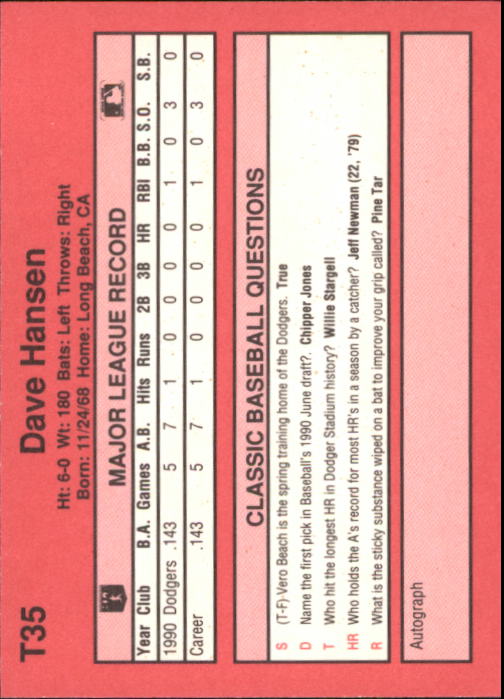 T35
Dave Hansen
Ht: 6-0 Wt: 180 Bats: Left Throws: Right
Born: 11/24/68 Home: Long Beach, CA
MAJOR LEAGUE RECORD
Year Club B.A. Games A.B. Hits Runs 2B 3B HR RBI B.B. S.O. S.B.
1990 Dodgers .143 5 7 1 0 0 0 0 1 0 3 0
Career .143 5 7 1 0 0 0 0 1 0 3 0
CLASSIC BASEBALL QUESTIONS
S (T-F)-Vero Beach is the spring training home of the Dodgers. True
D Name the first pick in Baseball's 1990 June draft?. Chipper Jones
T Who hit the longest HR in Dodger Stadium history? Willie Stargell
HR Who holds the A's record for most HR's in a season by a catcher? Jeff Newman (22, '79)
R What is the sticky substance wiped on a bat to improve your grip called? Pine Tar
Autograph